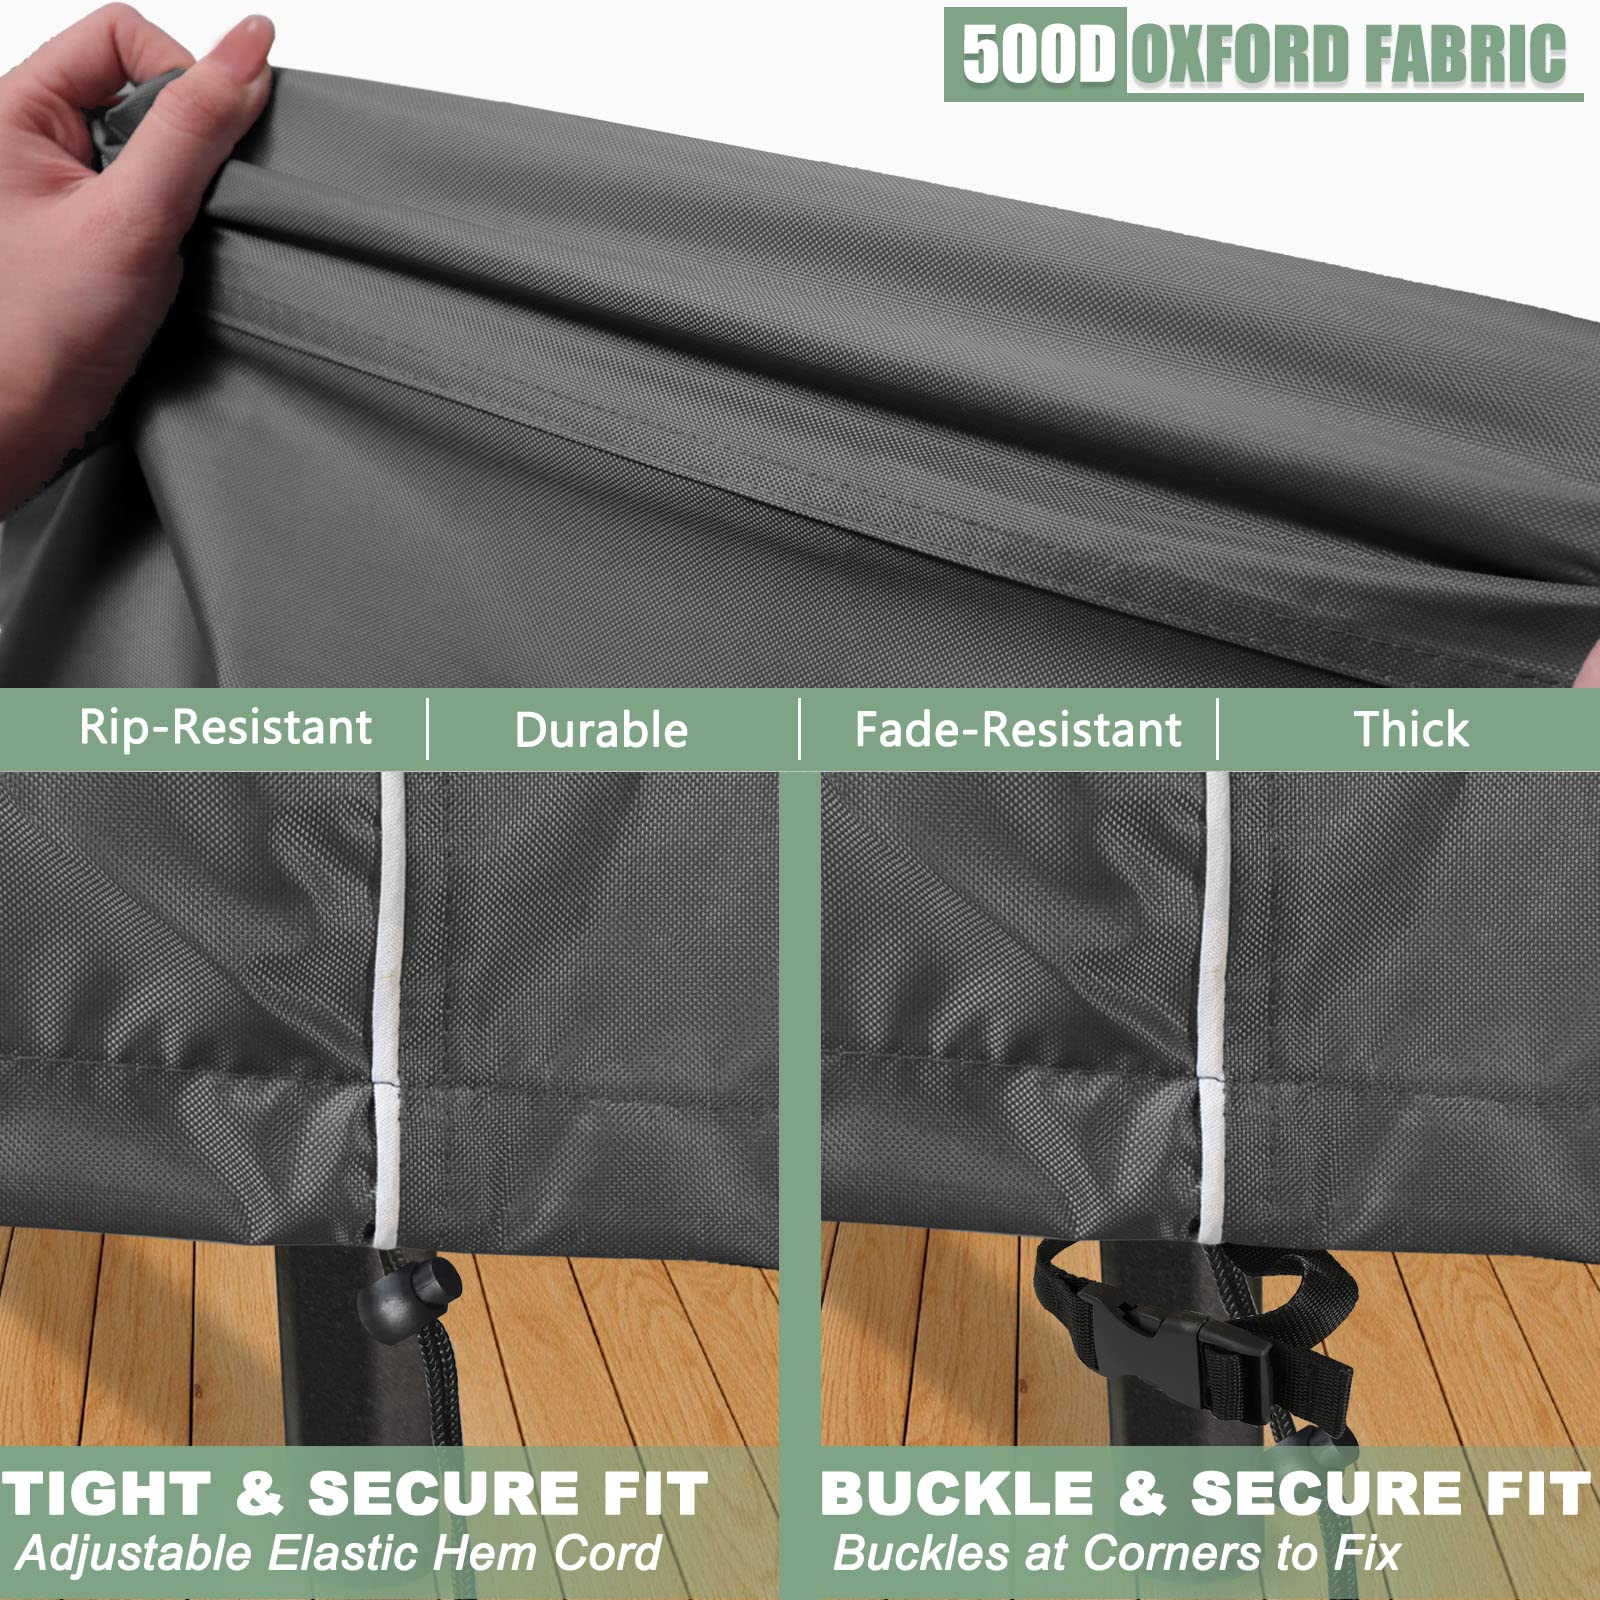 500D OXFORD FABRIC
Rip-Resistant
Durable
Fade-Resistant
Thick
TIGHT & SECURE FIT
Adjustable Elastic Hem Cord
BUCKLE & SECURE FIT
Buckles at Corners to Fix